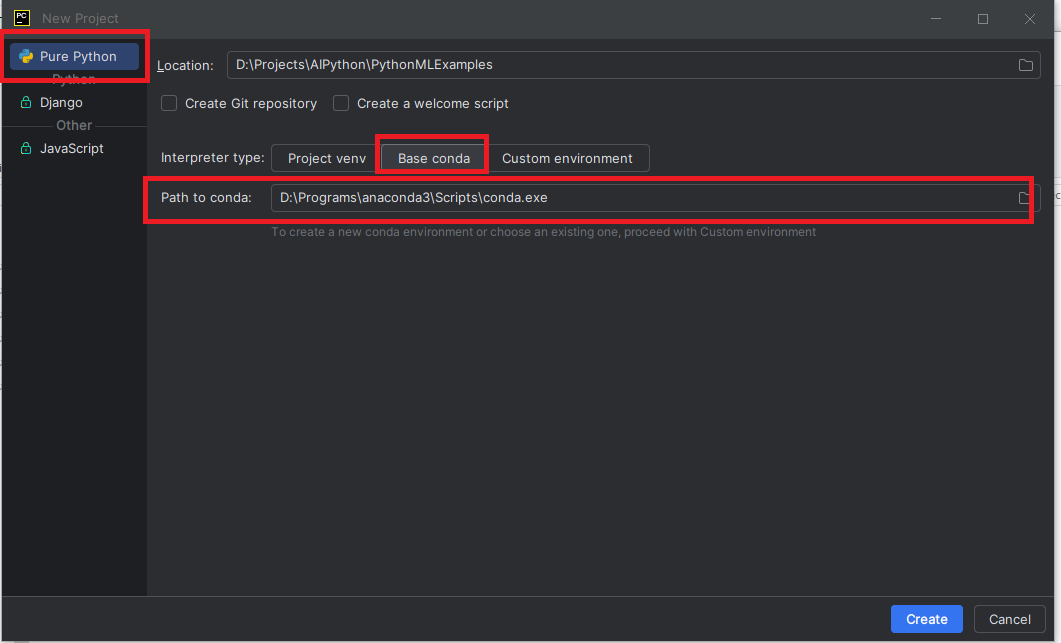 PC New Project
Pure Python
Python
Django
Other
JavaScript
Location: D:\Projects\AIPython\PythonMLExamples
Create Git repository Create a welcome script
Interpreter type: Project venv Base conda Custom environment
Path to conda: D:\Programs\anaconda3\Scripts\conda.exe
To create a new conda environment or choose an existing one, proceed with Custom environment
Create Cancel